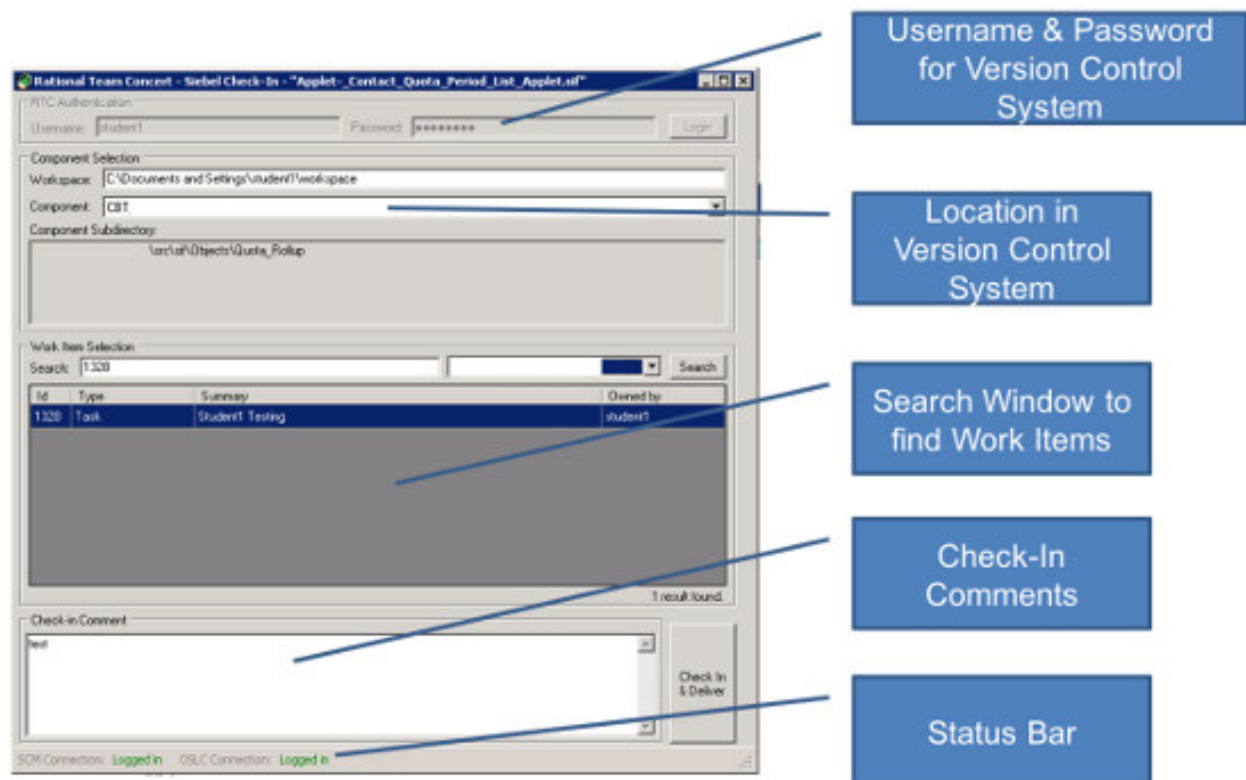 Username & Password
for Version Control
System
Rational Team Concert - Siebel Check-In - "Applet-_Contact_Quota_Period_List_Applet.sif"
RTC Authentication
Username: student1 Password: ******** Login
Component Selection
Workspace: C:\Documents and Settings\student1\workspace
Component: CBT
Component Subdirectory:
\src\sif\Objects\Quota_Rollup
Location in
Version Control
System
Work Item Selection
Search: 1328 Search
Id Type Summary Owned by
1328 Task Student1 Testing student1
1 result found.
Search Window to
find Work Items
Check-in Comment
test
Check In
& Deliver
Check-In
Comments
SCM Connection: Logged in OSLC Connection: Logged in
Status Bar